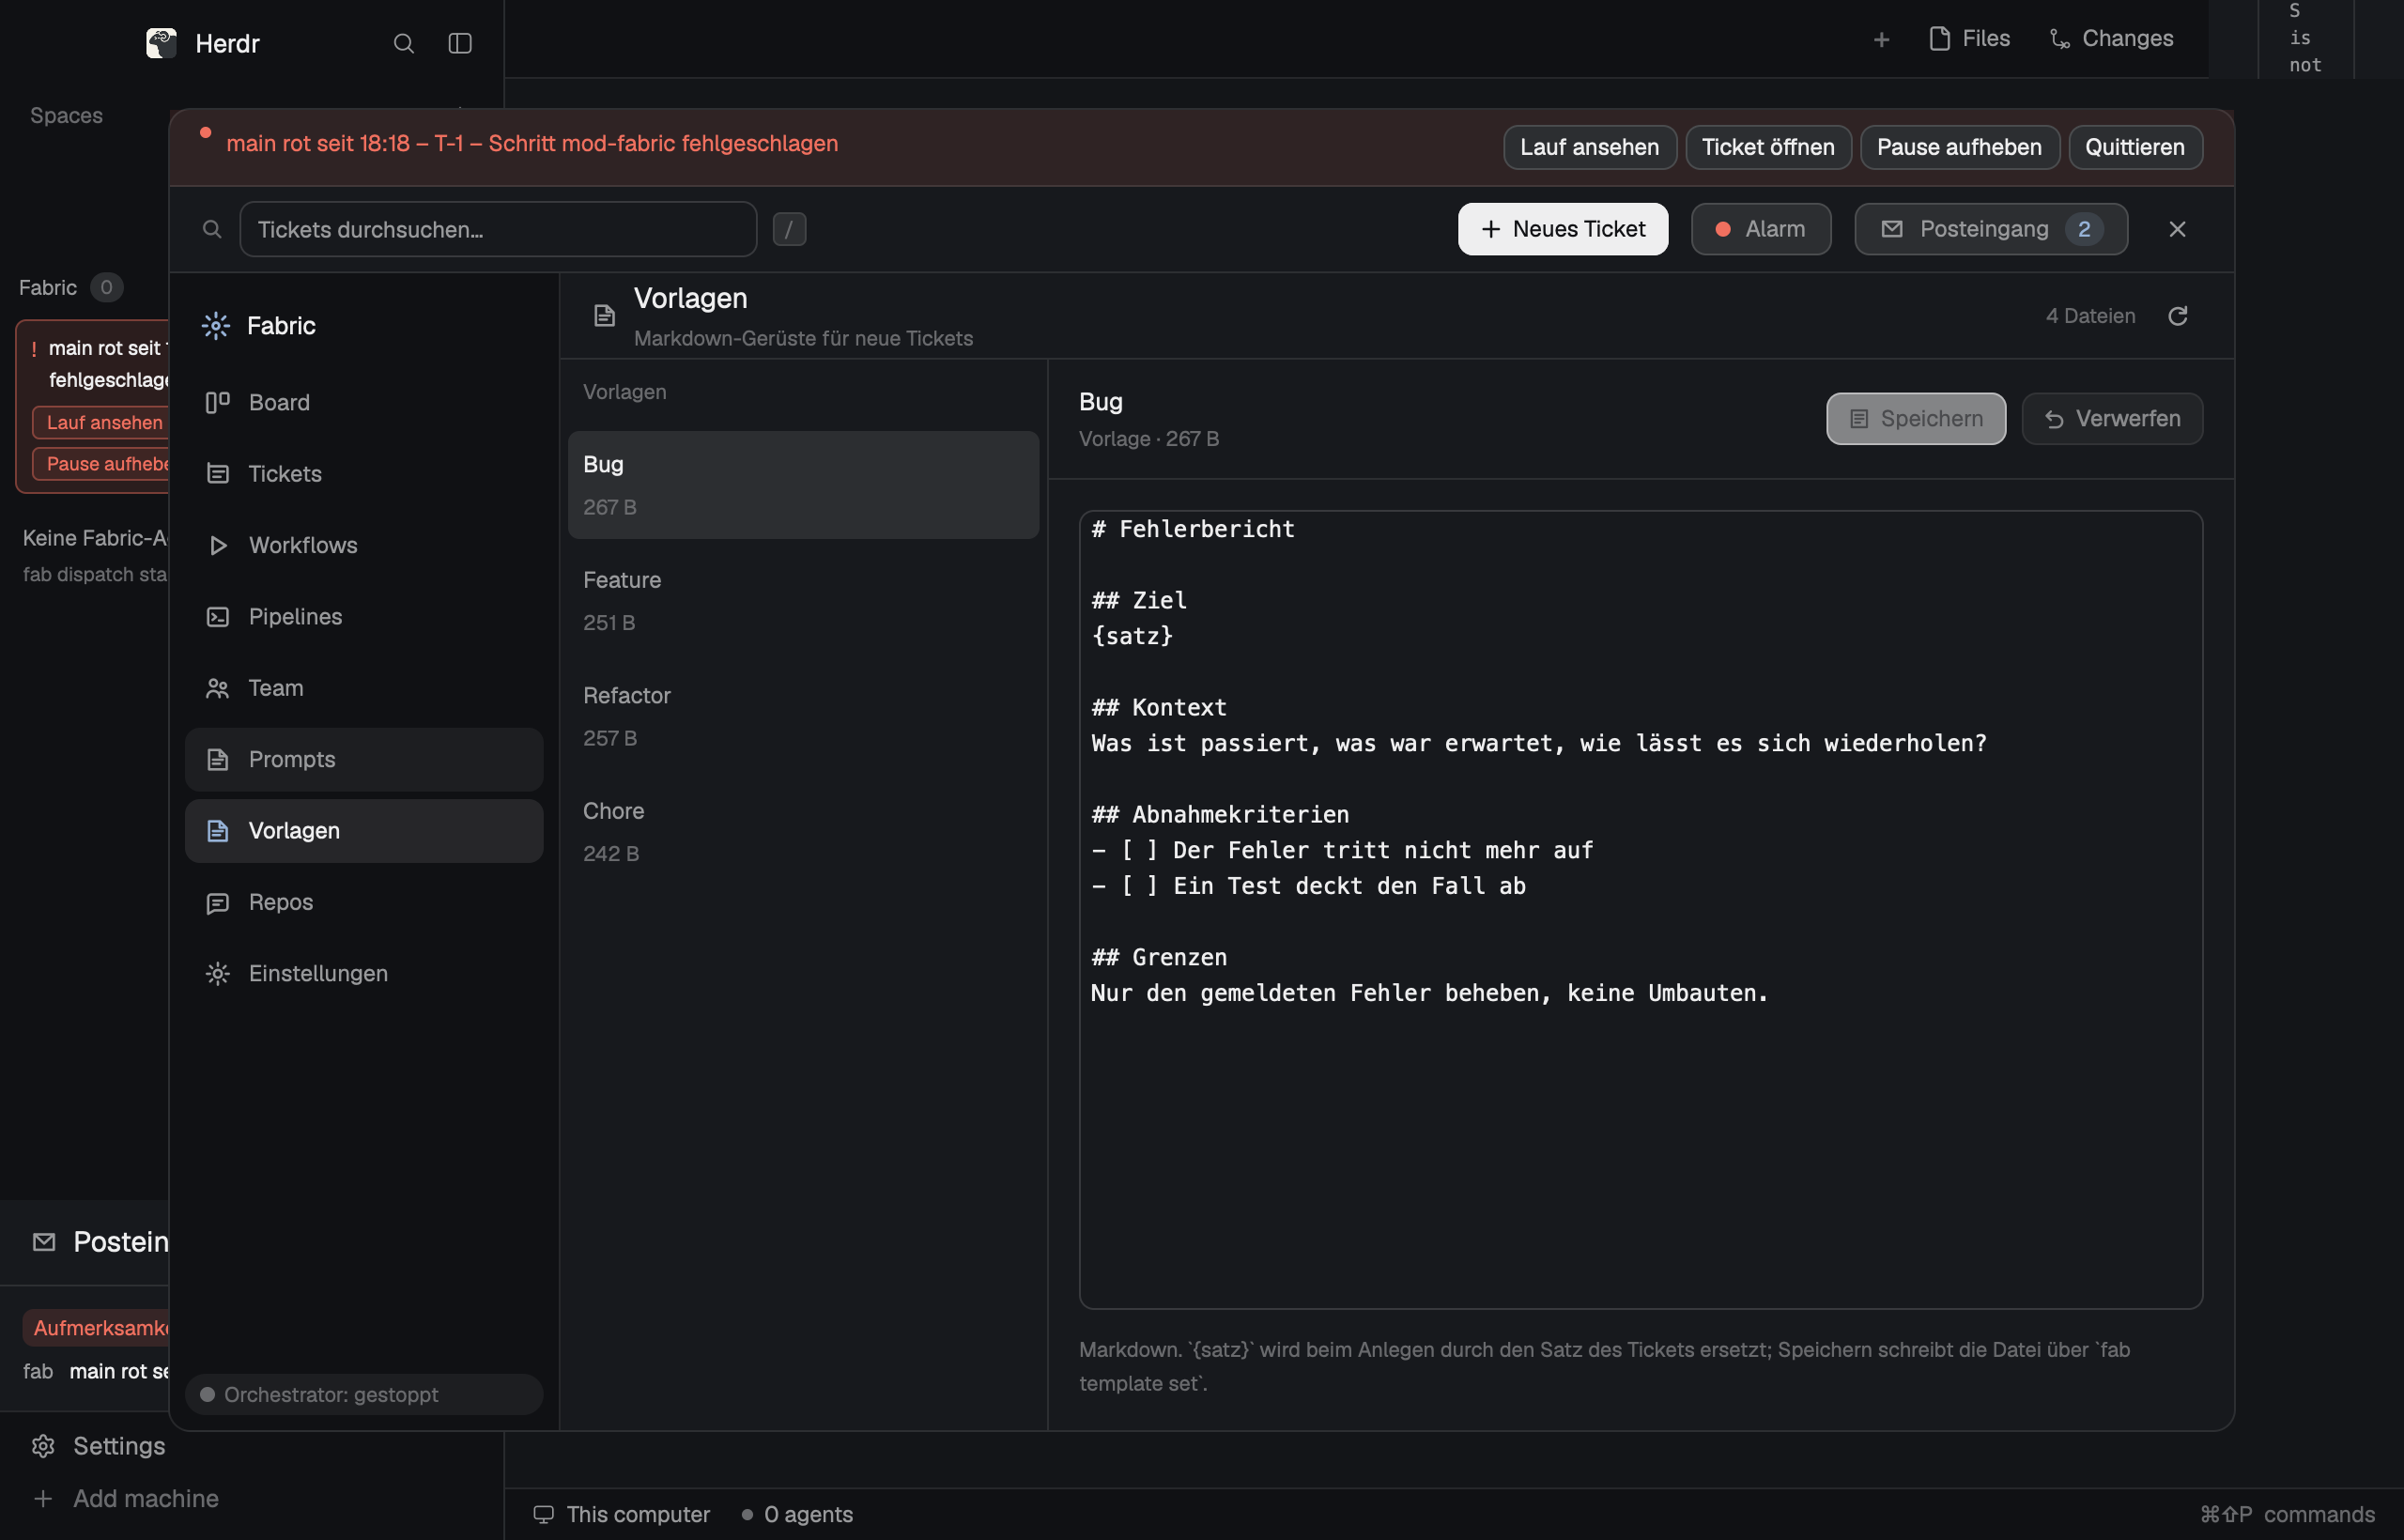 Herdr
Files
Changes
S
is
not
Spaces
main rot seit 18:18 – T-1 – Schritt mod-fabric fehlgeschlagen
Lauf ansehen
Ticket öffnen
Pause aufheben
Quittieren
Tickets durchsuchen...
/
+ Neues Ticket
Alarm
Posteingang 2
Fabric 0
! main rot seit
fehlgeschlage
Lauf ansehen
Pause aufhebe
Keine Fabric-A
fab dispatch sta
Fabric
Board
Tickets
Workflows
Pipelines
Team
Prompts
Vorlagen
Repos
Einstellungen
Orchestrator: gestoppt
Vorlagen
Markdown-Gerüste für neue Tickets
4 Dateien
Vorlagen
Bug
267 B
Feature
251 B
Refactor
257 B
Chore
242 B
Bug
Vorlage · 267 B
Speichern
Verwerfen
# Fehlerbericht
## Ziel
{satz}
## Kontext
Was ist passiert, was war erwartet, wie lässt es sich wiederholen?
## Abnahmekriterien
- [ ] Der Fehler tritt nicht mehr auf
- [ ] Ein Test deckt den Fall ab
## Grenzen
Nur den gemeldeten Fehler beheben, keine Umbauten.
Markdown. `{satz}` wird beim Anlegen durch den Satz des Tickets ersetzt; Speichern schreibt die Datei über `fab
template set`.
Postein
Aufmerksamke
fab main rot se
Settings
+ Add machine
This computer
0 agents
⌘⇧P commands